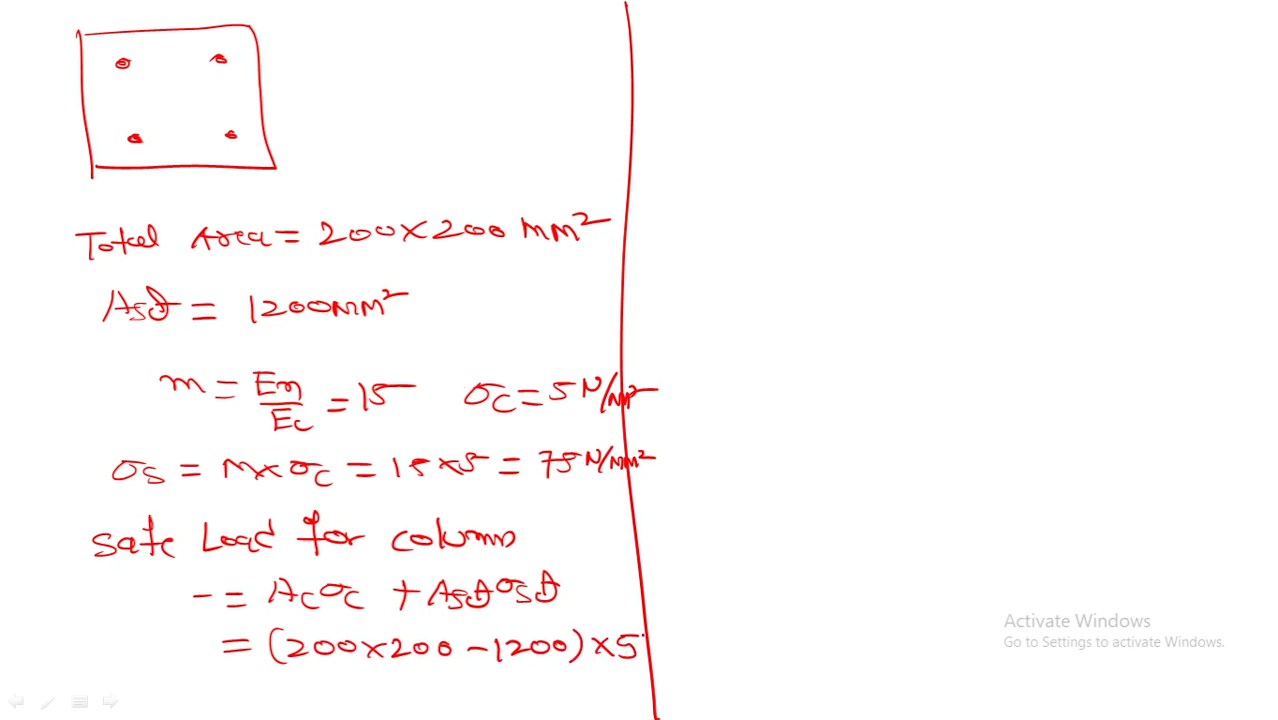 Total Area = 200×200 mm²
Ast = 1200mm²
m = Em/Ec = 15 σc = 5 N/mm²
σs = m×σc = 15×5 = 75 N/mm²
Safe Load for column
= Acσc + Astσst
= (200×200 - 1200)×5
Activate Windows
Go to Settings to activate Windows.